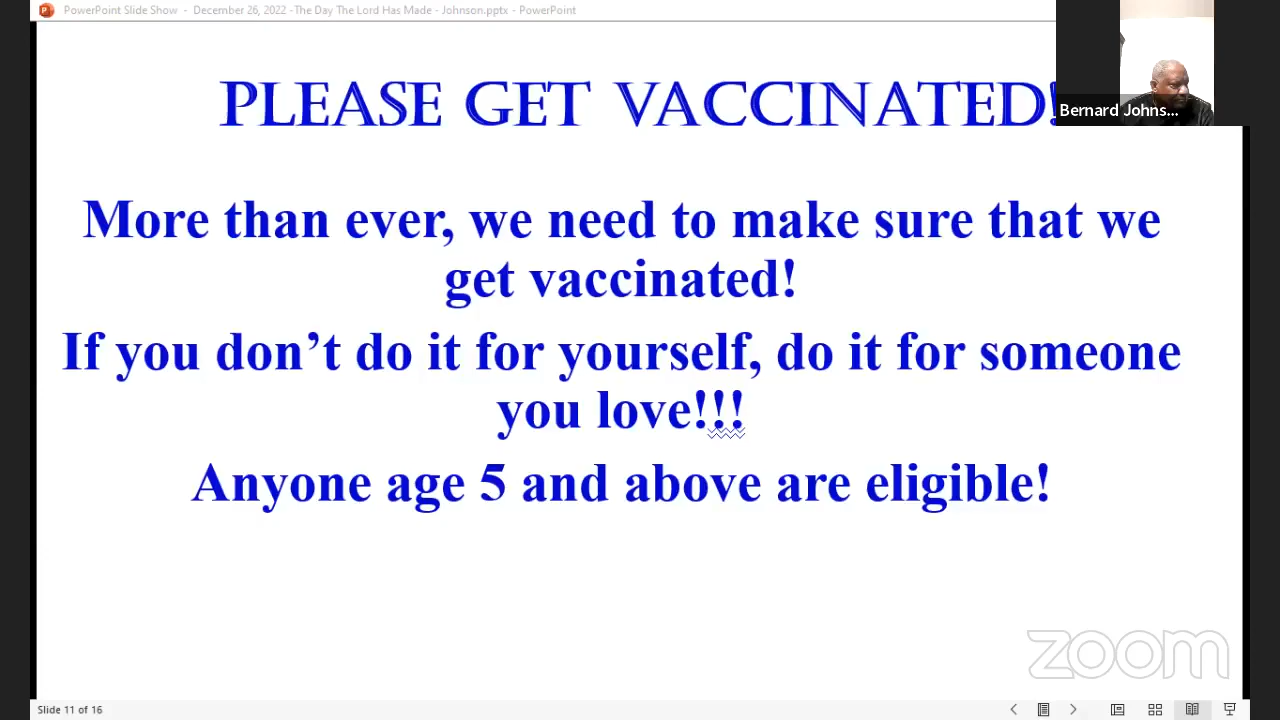 PowerPoint Slide Show - December 26, 2022 -The Day The Lord Has Made - Johnson.pptx - PowerPoint
PLEASE GET VACCINATED!
Bernard Johns...
More than ever, we need to make sure that we
get vaccinated!
If you don’t do it for yourself, do it for someone
you love!!!
Anyone age 5 and above are eligible!
zoom
Slide 11 of 16